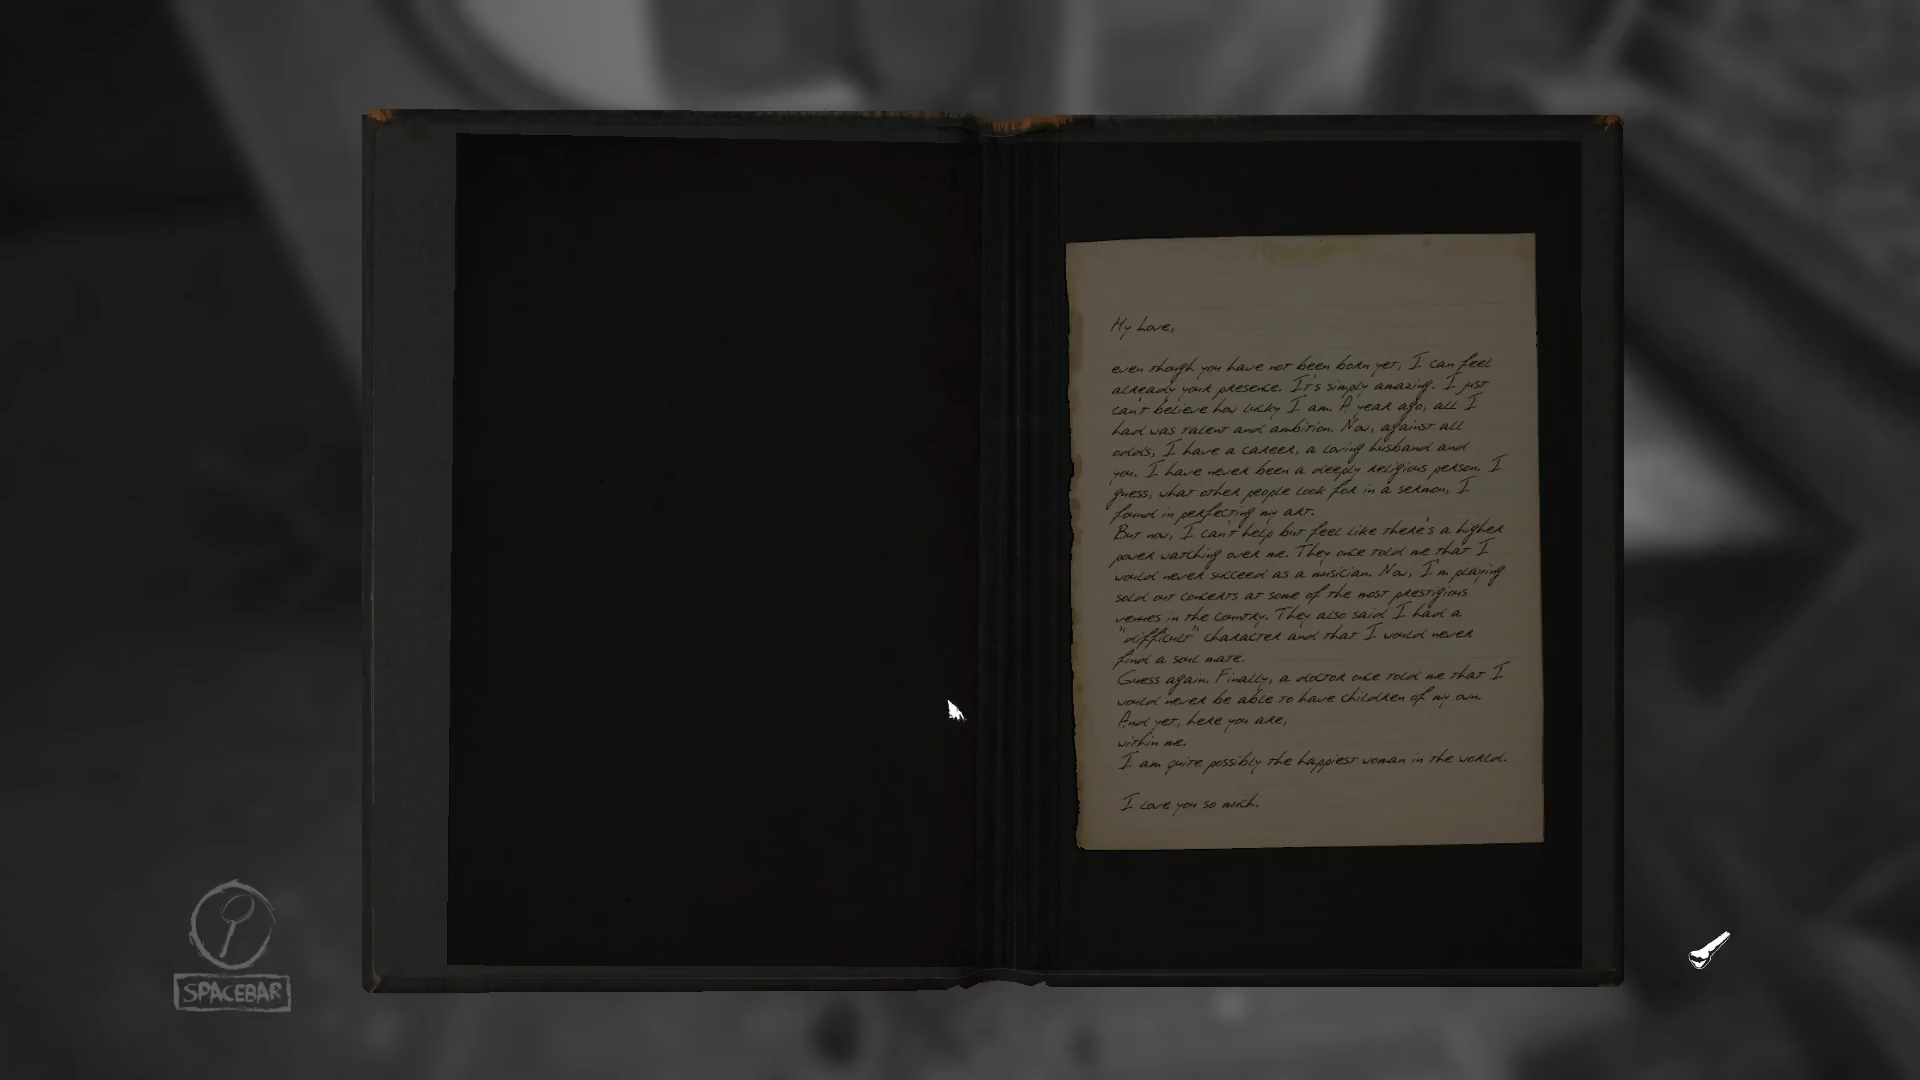 My Love,
even though you have not been born yet, I can feel
already your presence. It's simply amazing. I just
can't believe how lucky I am. A year ago, all I
had was talent and ambition. Now, against all
odds, I have a career, a loving husband and
you. I have never been a deeply religious person. I
guess, what other people look for in a sermon, I
found in perfecting my art.
But now, I can't help but feel like there's a higher
power watching over me. They once told me that I
would never succeed as a musician. Now, I'm playing
sold out concerts at some of the most prestigious
venues in the country. They also said I had a
"difficult" character and that I would never
find a soul mate.
Guess again. Finally, a doctor once told me that I
would never be able to have children of my own.
And yet, here you are,
within me.
I am quite possibly the happiest woman in the world.
I love you so much.
SPACEBAR